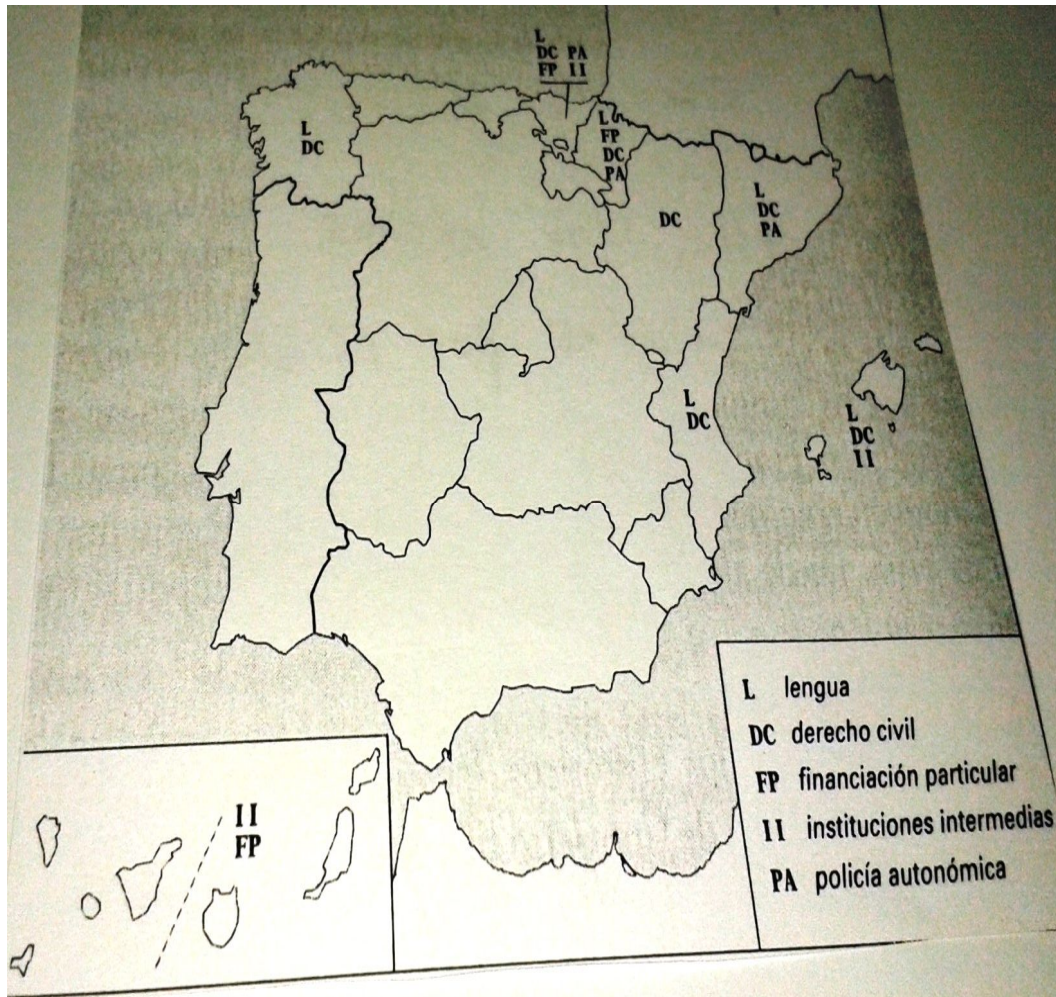 L
DC PA
FP II
L
DC
L
FP
DC
PA
DC
L
DC
PA
L
DC
L
DC
II
II
FP
L lengua
DC derecho civil
FP financiación particular
II instituciones intermedias
PA policía autonómica